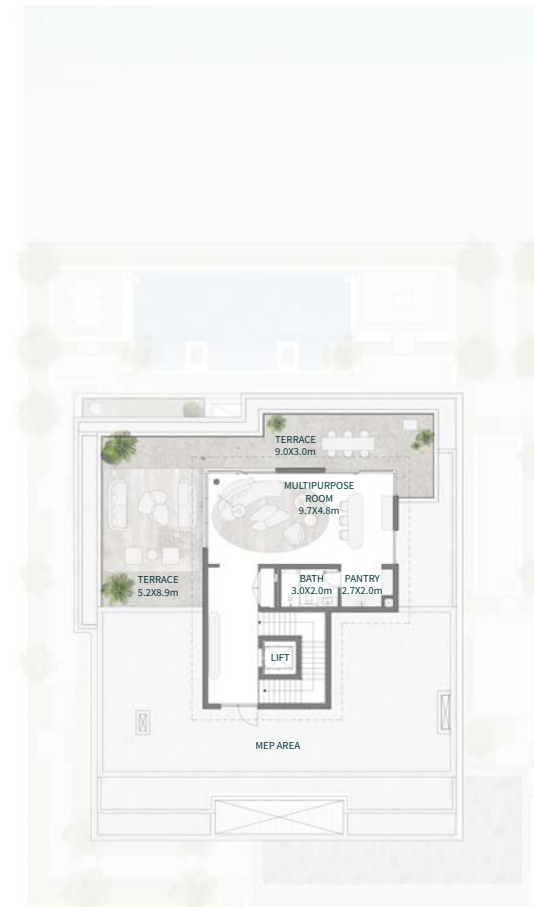 TERRACE
9.0X3.0m
MULTIPURPOSE
ROOM
9.7X4.8m
TERRACE
5.2X8.9m
BATH
3.0X2.0m
PANTRY
2.7X2.0m
LIFT
MEP AREA